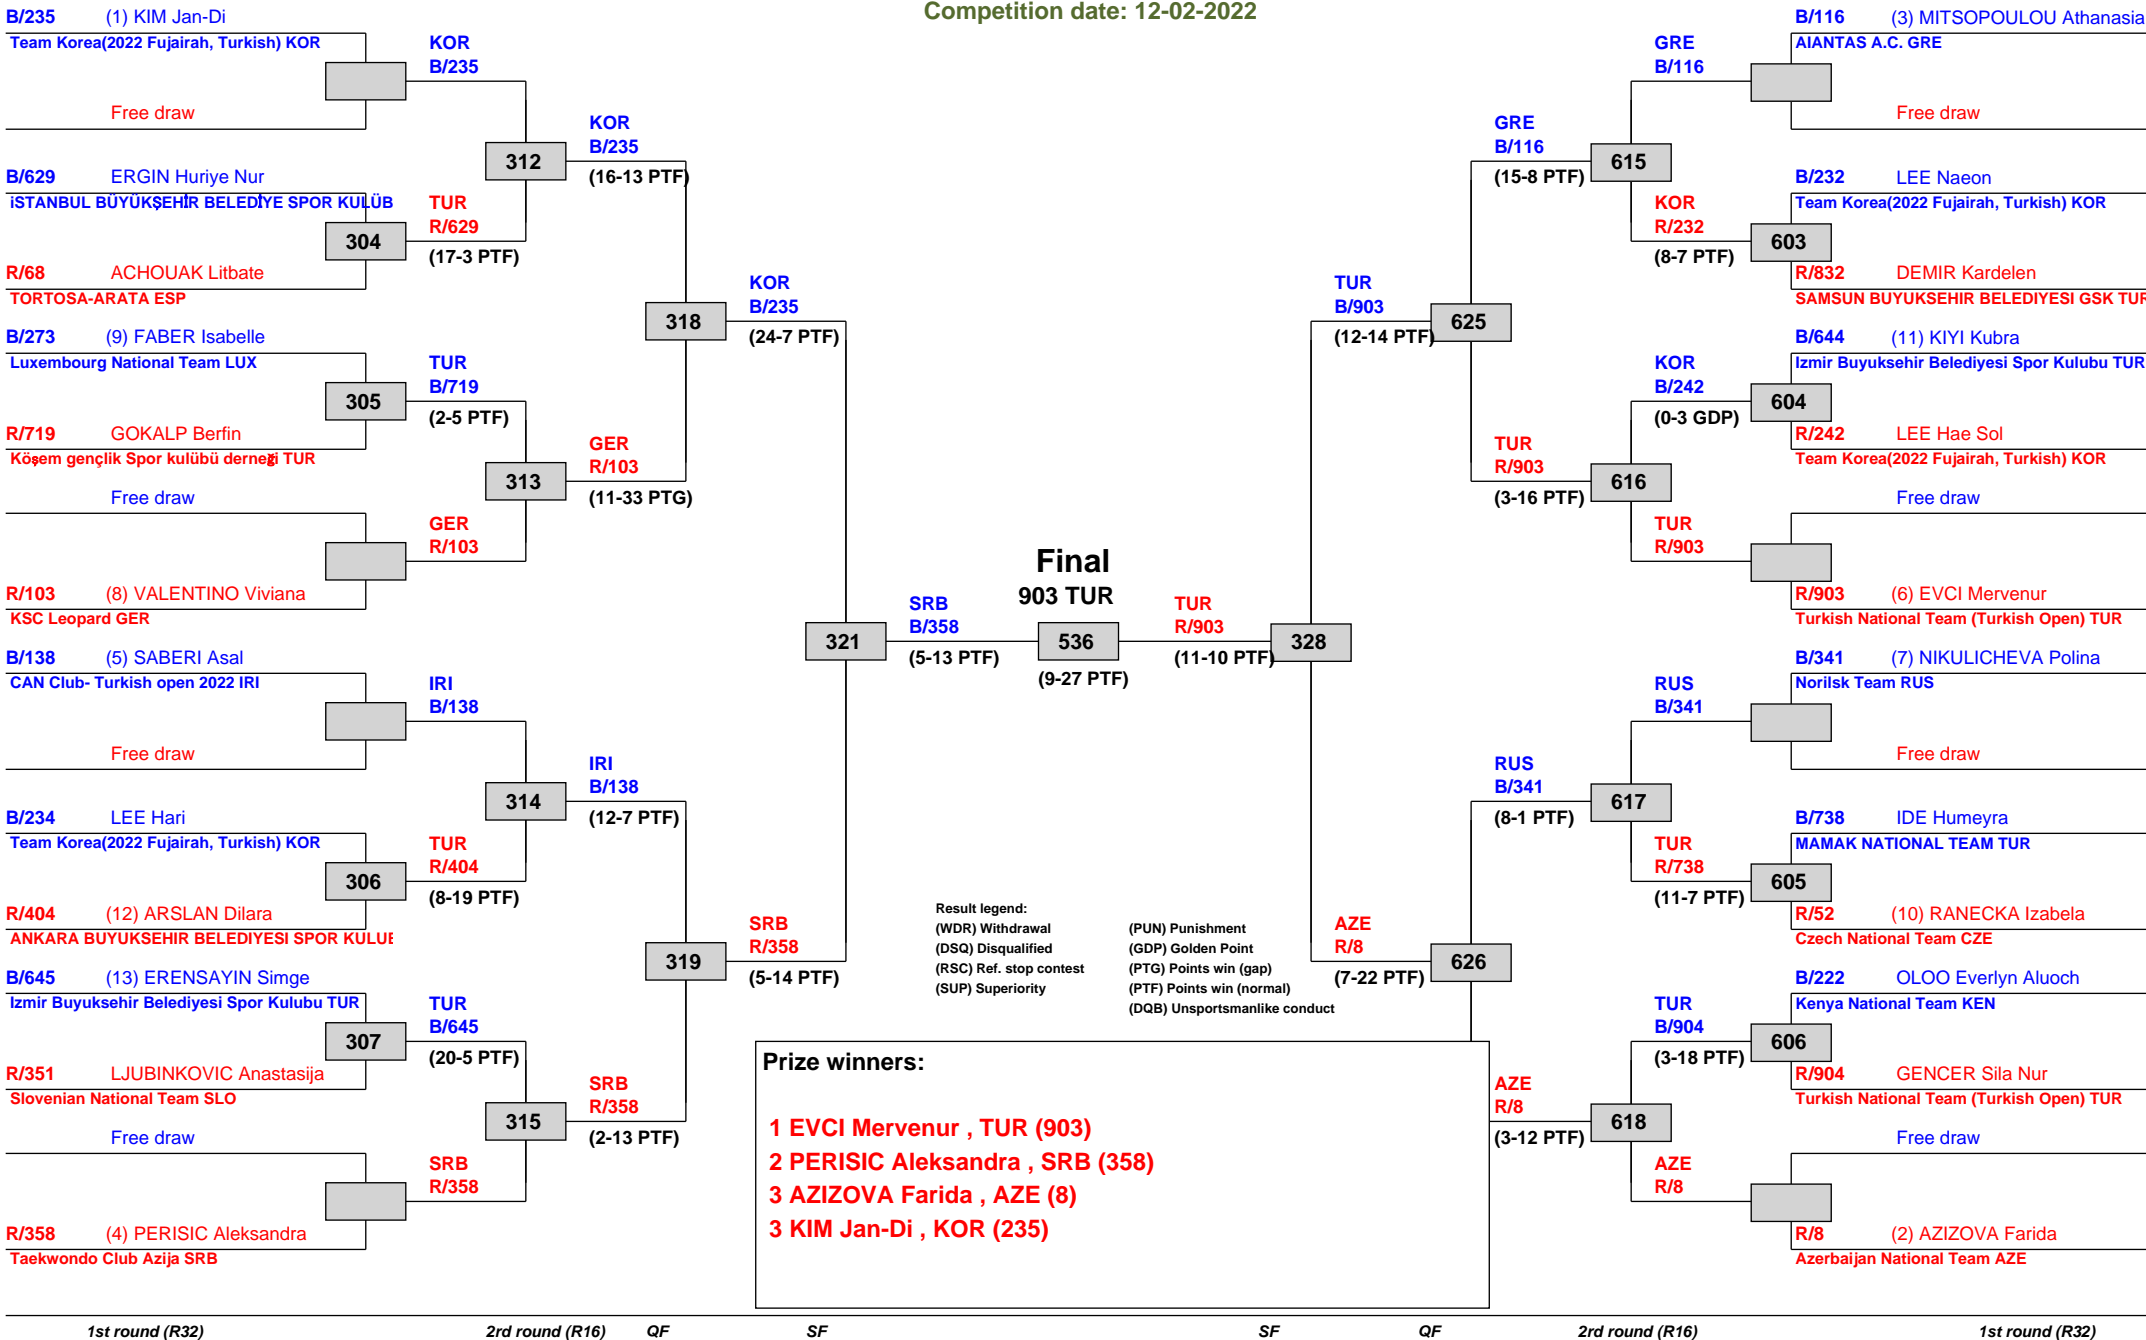 Competition date: 12-02-2022
B/235 (1) KIM Jan-Di
Team Korea(2022 Fujairah, Turkish) KOR
Free draw
KOR
B/235
B/629 ERGIN Huriye Nur
iSTANBUL BÜYÜKŞEHİR BELEDİYE SPOR KULÜB
304
R/68 ACHOUAK Litbate
TORTOSA-ARATA ESP
TUR
R/629
(17-3 PTF)
312
KOR
B/235
(16-13 PTF)
B/273 (9) FABER Isabelle
Luxembourg National Team LUX
305
R/719 GOKALP Berfin
Köşem gençlik Spor kulübü derneği TUR
TUR
B/719
(2-5 PTF)
313
Free draw
R/103 (8) VALENTINO Viviana
KSC Leopard GER
GER
R/103
GER
R/103
(11-33 PTG)
318
KOR
B/235
(24-7 PTF)
B/138 (5) SABERI Asal
CAN Club- Turkish open 2022 IRI
Free draw
IRI
B/138
B/234 LEE Hari
Team Korea(2022 Fujairah, Turkish) KOR
306
R/404 (12) ARSLAN Dilara
ANKARA BUYUKSEHIR BELEDIYESI SPOR KULUE
TUR
R/404
(8-19 PTF)
314
IRI
B/138
(12-7 PTF)
B/645 (13) ERENSAYIN Simge
Izmir Buyuksehir Belediyesi Spor Kulubu TUR
307
R/351 LJUBINKOVIC Anastasija
Slovenian National Team SLO
TUR
B/645
(20-5 PTF)
315
Free draw
R/358 (4) PERISIC Aleksandra
Taekwondo Club Azija SRB
SRB
R/358
SRB
R/358
(2-13 PTF)
319
SRB
R/358
(5-14 PTF)
321
SRB
B/358
(5-13 PTF)
Final
903 TUR
536
(9-27 PTF)
TUR
R/903
(11-10 PTF)
328
TUR
B/903
(12-14 PTF)
625
GRE
B/116
(15-8 PTF)
615
GRE
B/116
B/116 (3) MITSOPOULOU Athanasia
AIANTAS A.C. GRE
Free draw
KOR
R/232
(8-7 PTF)
603
B/232 LEE Naeon
Team Korea(2022 Fujairah, Turkish) KOR
R/832 DEMIR Kardelen
SAMSUN BUYUKSEHIR BELEDIYESI GSK TUR
TUR
R/903
(3-16 PTF)
616
KOR
B/242
(0-3 GDP)
604
B/644 (11) KIYI Kubra
Izmir Buyuksehir Belediyesi Spor Kulubu TUR
R/242 LEE Hae Sol
Team Korea(2022 Fujairah, Turkish) KOR
TUR
R/903
Free draw
R/903 (6) EVCI Mervenur
Turkish National Team (Turkish Open) TUR
AZE
R/8
(7-22 PTF)
626
RUS
B/341
(8-1 PTF)
617
RUS
B/341
B/341 (7) NIKULICHEVA Polina
Norilsk Team RUS
Free draw
TUR
R/738
(11-7 PTF)
605
B/738 IDE Humeyra
MAMAK NATIONAL TEAM TUR
R/52 (10) RANECKA Izabela
Czech National Team CZE
AZE
R/8
(3-12 PTF)
618
TUR
B/904
(3-18 PTF)
606
B/222 OLOO Everlyn Aluoch
Kenya National Team KEN
R/904 GENCER Sila Nur
Turkish National Team (Turkish Open) TUR
AZE
R/8
Free draw
R/8 (2) AZIZOVA Farida
Azerbaijan National Team AZE
Result legend:
(WDR) Withdrawal (PUN) Punishment
(DSQ) Disqualified (GDP) Golden Point
(RSC) Ref. stop contest (PTG) Points win (gap)
(SUP) Superiority (PTF) Points win (normal)
(DQB) Unsportsmanlike conduct
Prize winners:
1 EVCI Mervenur , TUR (903)
2 PERISIC Aleksandra , SRB (358)
3 AZIZOVA Farida , AZE (8)
3 KIM Jan-Di , KOR (235)
1st round (R32) 2rd round (R16) QF SF SF QF 2rd round (R16) 1st round (R32)